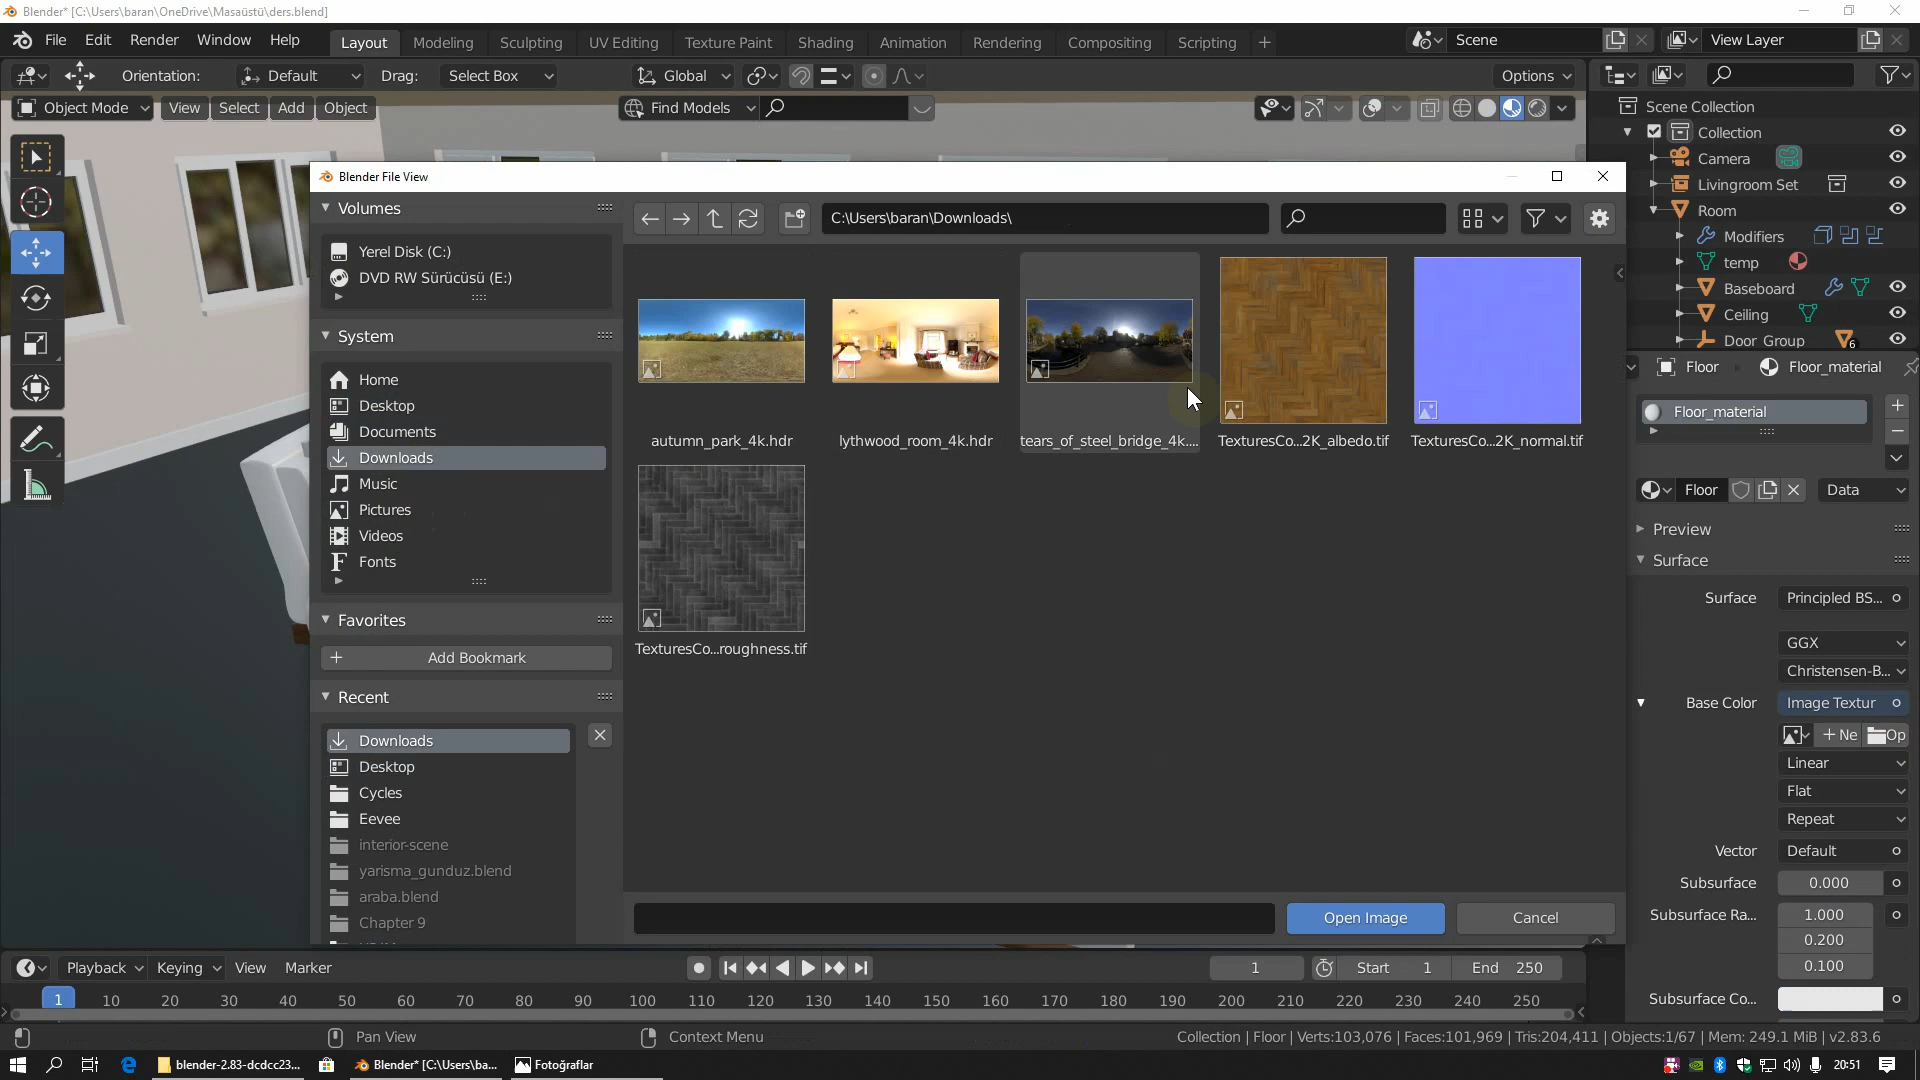 Blender* [C:\Users\baran\OneDrive\Masaüstü\ders.blend]
File Edit Render Window Help Layout Modeling Sculpting UV Editing Texture Paint Shading Animation Rendering Compositing Scripting + Scene View Layer
Orientation: Default Drag: Select Box Global Options
Object Mode View Select Add Object Find Models
Scene Collection
Collection
Camera
Livingroom Set
Room
Modifiers
temp
Baseboard
Ceiling
Door Group 6
Blender File View
Volumes
Yerel Disk (C:)
DVD RW Sürücüsü (E:)
System
Home
Desktop
Documents
Downloads
Music
Pictures
Videos
Fonts
Favorites
+ Add Bookmark
Recent
Downloads
Desktop
Cycles
Eevee
interior-scene
yarisma_gunduz.blend
araba.blend
Chapter 9
C:\Users\baran\Downloads\
autumn_park_4k.hdr lythwood_room_4k.hdr tears_of_steel_bridge_4k.... TexturesCo...2K_albedo.tif TexturesCo...2K_normal.tif
TexturesCo...roughness.tif
Open Image Cancel
Floor Floor_material
Floor_material
Floor Data
Preview
Surface
Surface Principled BS...
GGX
Christensen-B...
Base Color Image Textur
+ Ne Op
Linear
Flat
Repeat
Vector Default
Subsurface 0.000
Subsurface Ra... 1.000
0.200
0.100
Subsurface Co...
Playback Keying View Marker 1 Start 1 End 250
1 10 20 30 40 50 60 70 80 90 100 110 120 130 140 150 160 170 180 190 200 210 220 230 240 250
Pan View Context Menu Collection | Floor | Verts:103,076 | Faces:101,969 | Tris:204,411 | Objects:1/67 | Mem: 249.1 MiB | v2.83.6
blender-2.83-dcdcc23... Blender* [C:\Users\ba... Fotoğraflar 20:51